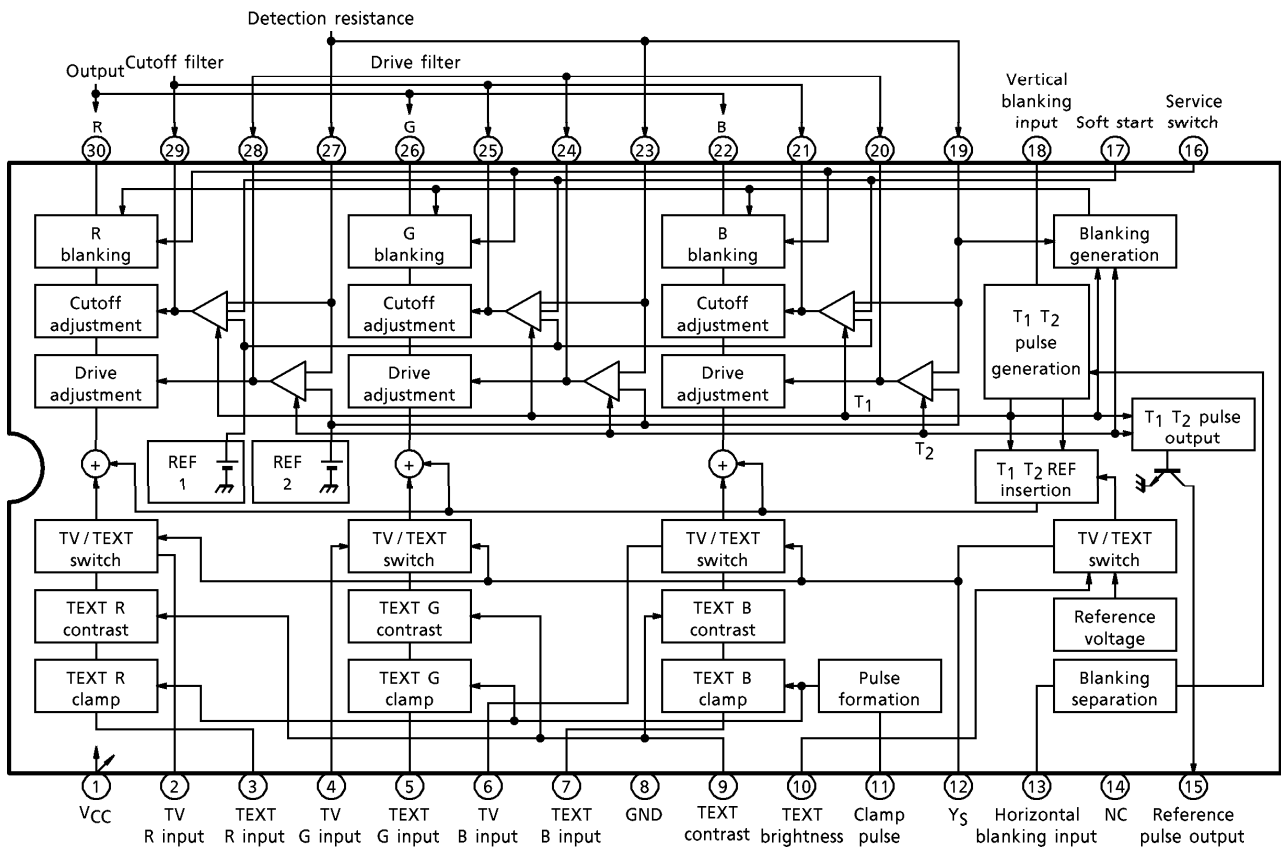 Detection resistance
Cutoff filter
Drive filter
Output
Vertical
blanking
input
Soft start
Service
switch
R
G
B
30
29
28
27
26
25
24
23
22
21
20
19
18
17
16
R
blanking
G
blanking
B
blanking
Blanking
generation
Cutoff
adjustment
Cutoff
adjustment
Cutoff
adjustment
T1 T2
pulse
generation
Drive
adjustment
Drive
adjustment
Drive
adjustment
T1
T2
T1 T2 pulse
output
+
REF
1
REF
2
+
+
T1 T2 REF
insertion
TV / TEXT
switch
TV / TEXT
switch
TV / TEXT
switch
TV / TEXT
switch
TEXT R
contrast
TEXT G
contrast
TEXT B
contrast
Reference
voltage
TEXT R
clamp
TEXT G
clamp
TEXT B
clamp
Pulse
formation
Blanking
separation
1
2
3
4
5
6
7
8
9
10
11
12
13
14
15
VCC
TV
R input
TEXT
R input
TV
G input
TEXT
G input
TV
B input
TEXT
B input
GND
TEXT
contrast
TEXT
brightness
Clamp
pulse
YS
Horizontal
blanking input
NC
Reference
pulse output